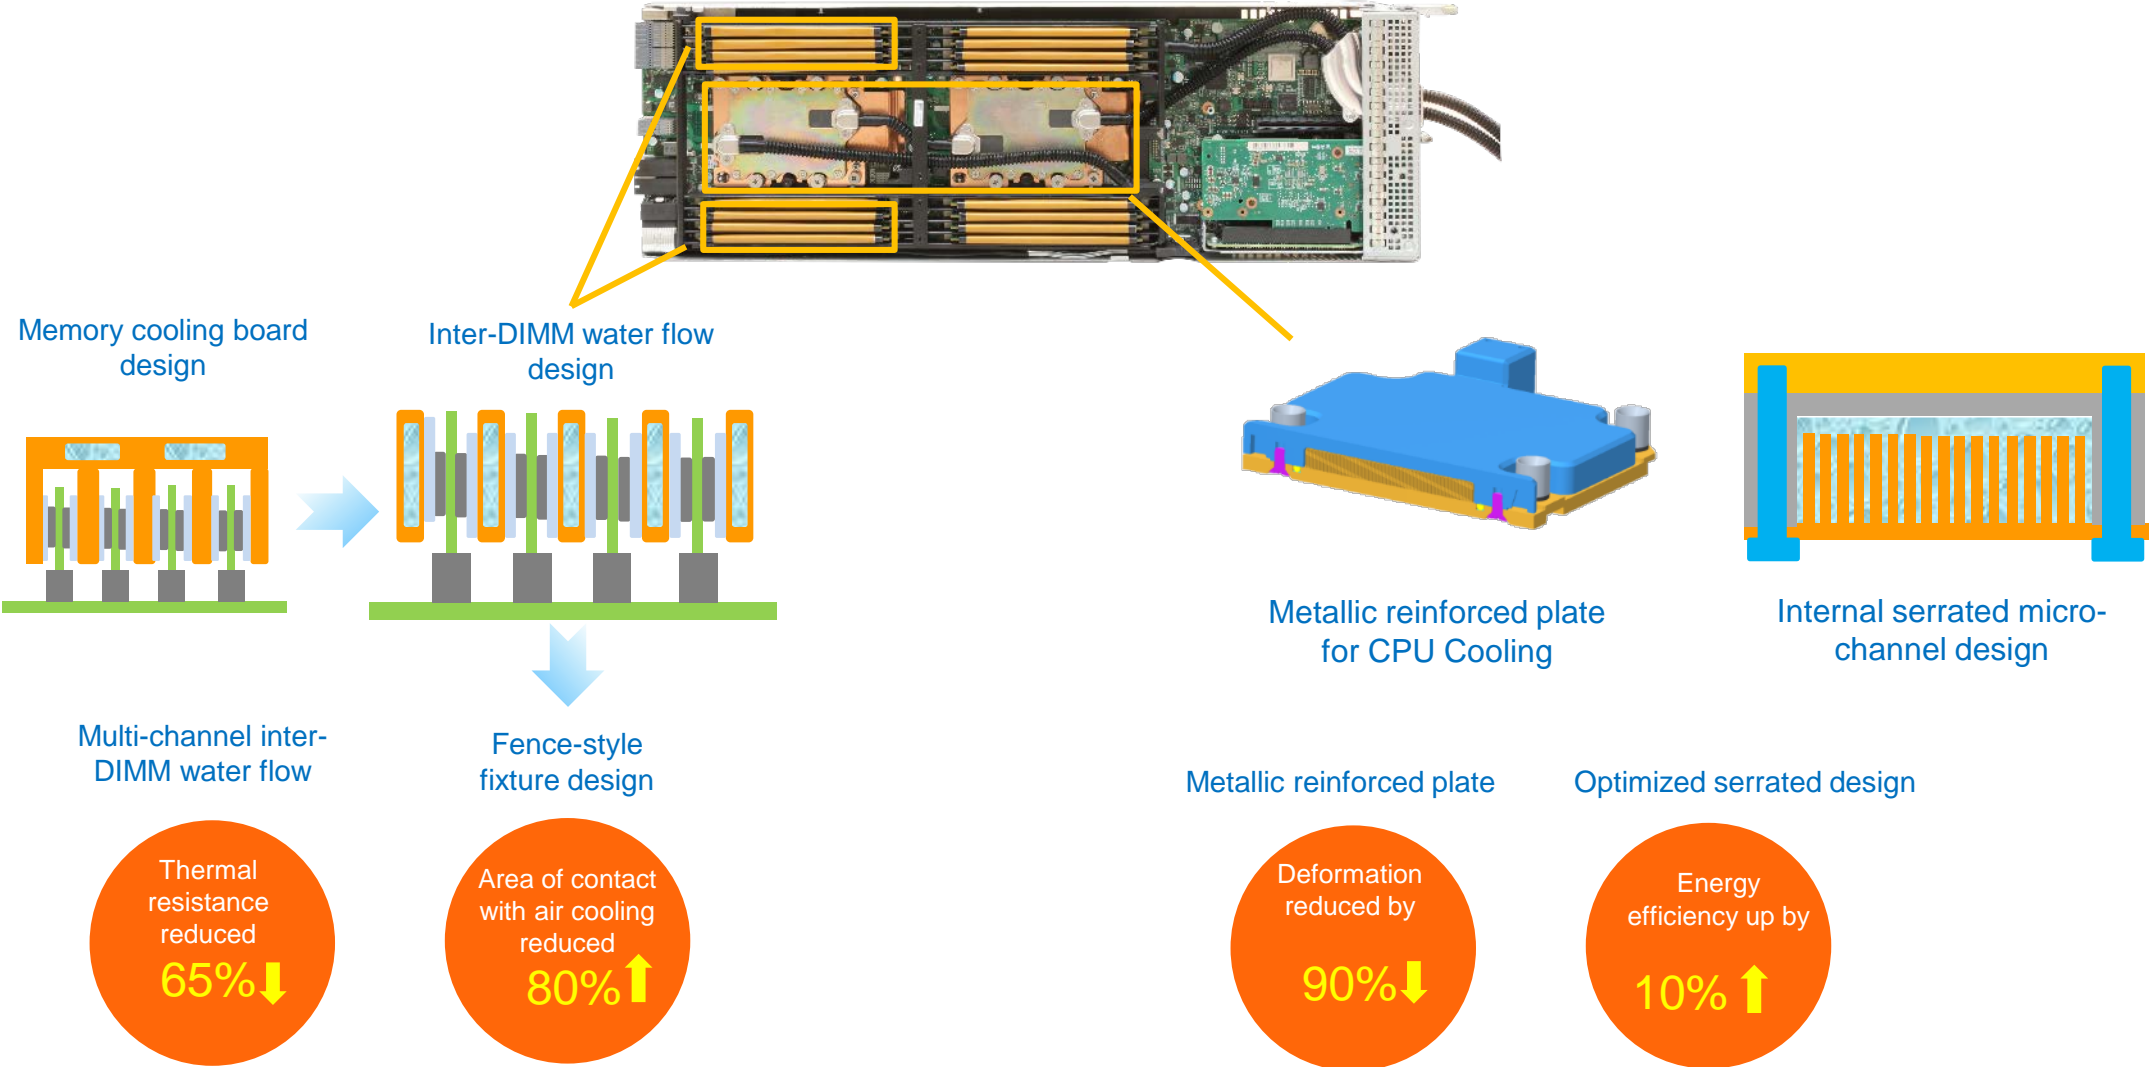 Memory cooling board
design
Inter-DIMM water flow
design
Metallic reinforced plate
for CPU Cooling
Internal serrated micro-
channel design
Multi-channel inter-
DIMM water flow
Fence-style
fixture design
Metallic reinforced plate
Optimized serrated design
Thermal
resistance
reduced
65%
Area of contact
with air cooling
reduced
80%
Deformation
reduced by
90%
Energy
efficiency up by
10%